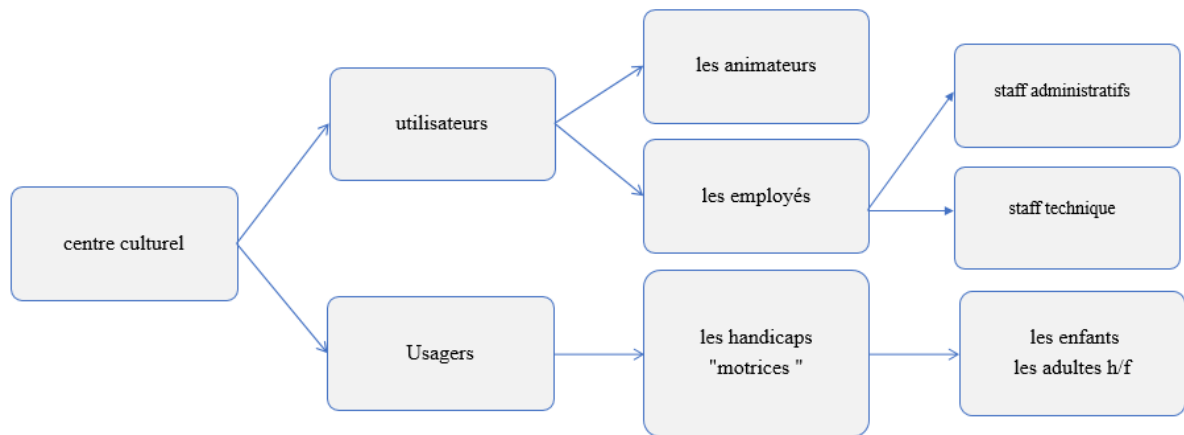 les animateurs
staff administratifs
utilisateurs
les employés
staff technique
centre culturel
Usagers
les handicaps
"motrices "
les enfants
les adultes h/f